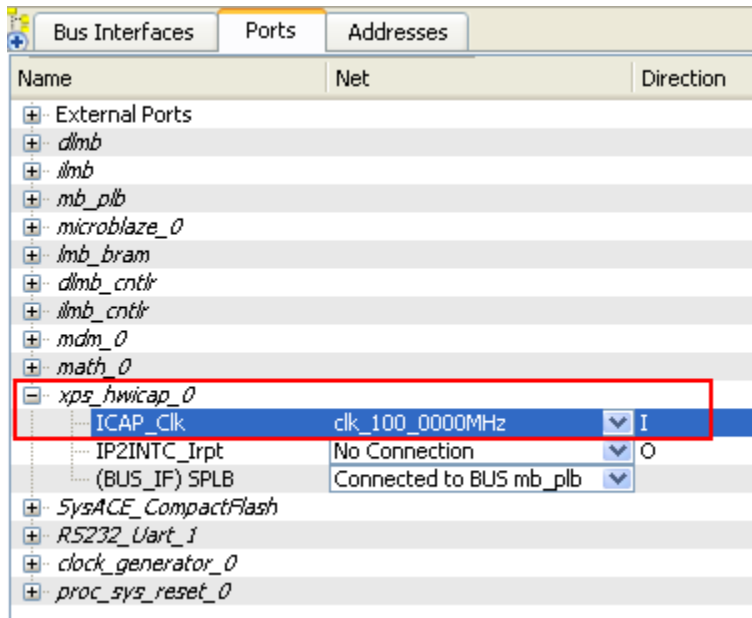 Bus Interfaces Ports Addresses
Name Net Direction
External Ports
dlmb
ilmb
mb_plb
microblaze_0
lmb_bram
dlmb_cntlr
ilmb_cntlr
mdm_0
math_0
xps_hwicap_0
ICAP_Clk clk_100_0000MHz I
IP2INTC_Irpt No Connection O
(BUS_IF) SPLB Connected to BUS mb_plb
SysACE_CompactFlash
RS232_Uart_1
clock_generator_0
proc_sys_reset_0